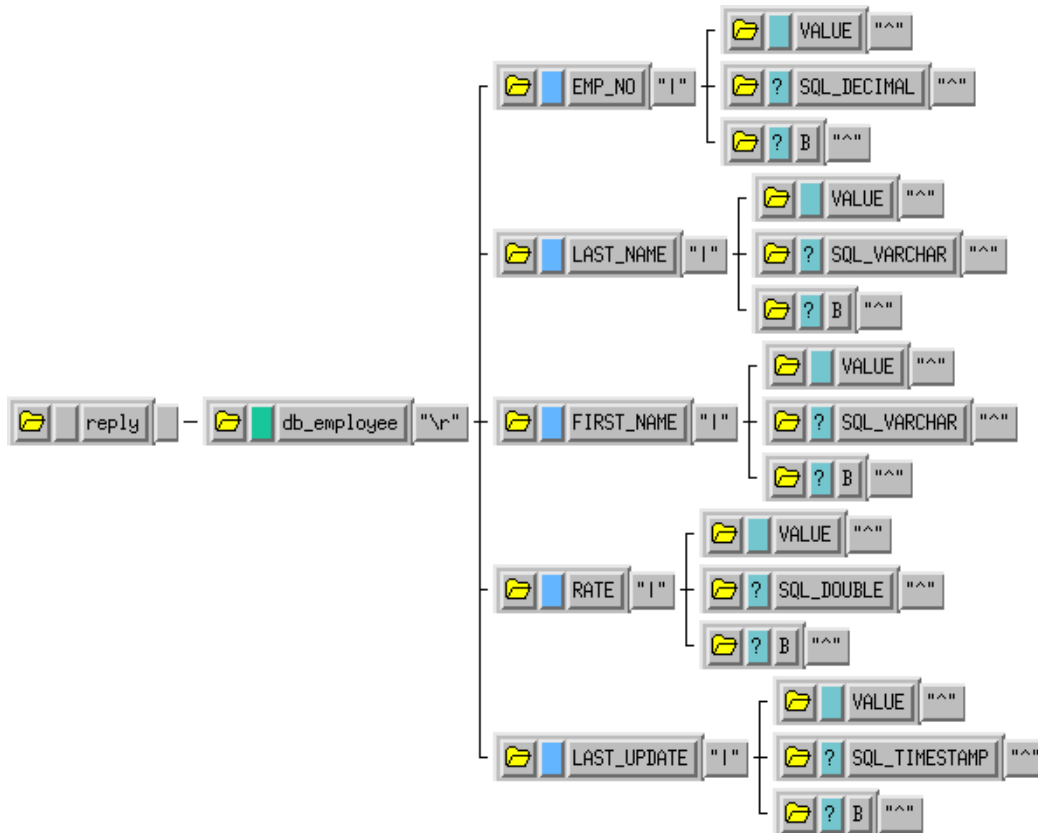 VALUE "^"
EMP_NO "|" ? SQL_DECIMAL "^"
? B "^"
VALUE "^"
LAST_NAME "|" ? SQL_VARCHAR "^"
? B "^"
VALUE "^"
reply db_employee "\r" FIRST_NAME "|" ? SQL_VARCHAR "^"
? B "^"
VALUE "^"
RATE "|" ? SQL_DOUBLE "^"
? B "^"
VALUE "^"
LAST_UPDATE "|" ? SQL_TIMESTAMP "^"
? B "^"